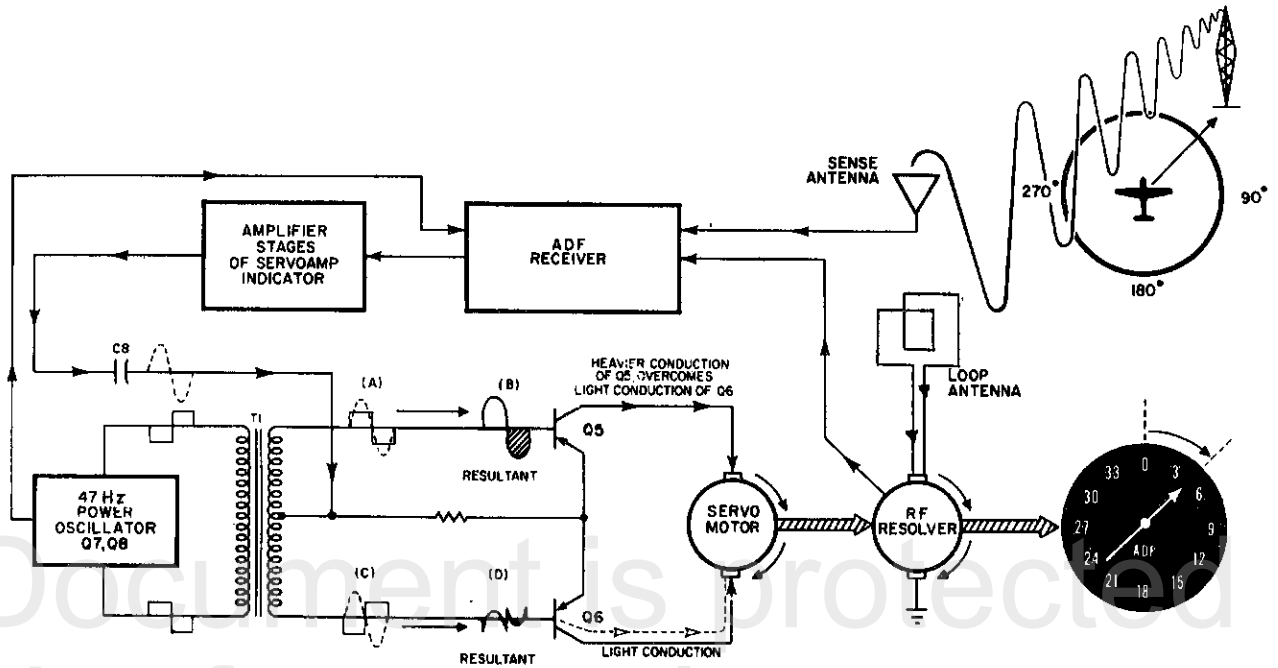 SENSE
ANTENNA
270°
90°
180°
AMPLIFIER
STAGES
OF SERVOAMP
INDICATOR
ADF
RECEIVER
C8
(A)
(B)
HEAVIER CONDUCTION
OF Q5, OVERCOMES
LIGHT CONDUCTION OF Q6
LOOP
ANTENNA
T1
Q5
RESULTANT
47 Hz
POWER
OSCILLATOR
Q7,Q8
SERVO
MOTOR
RF
RESOLVER
0
3
6
9
12
15
18
21
24
27
30
33
ADF
(C)
(D)
Q6
RESULTANT
LIGHT CONDUCTION
Document is protected